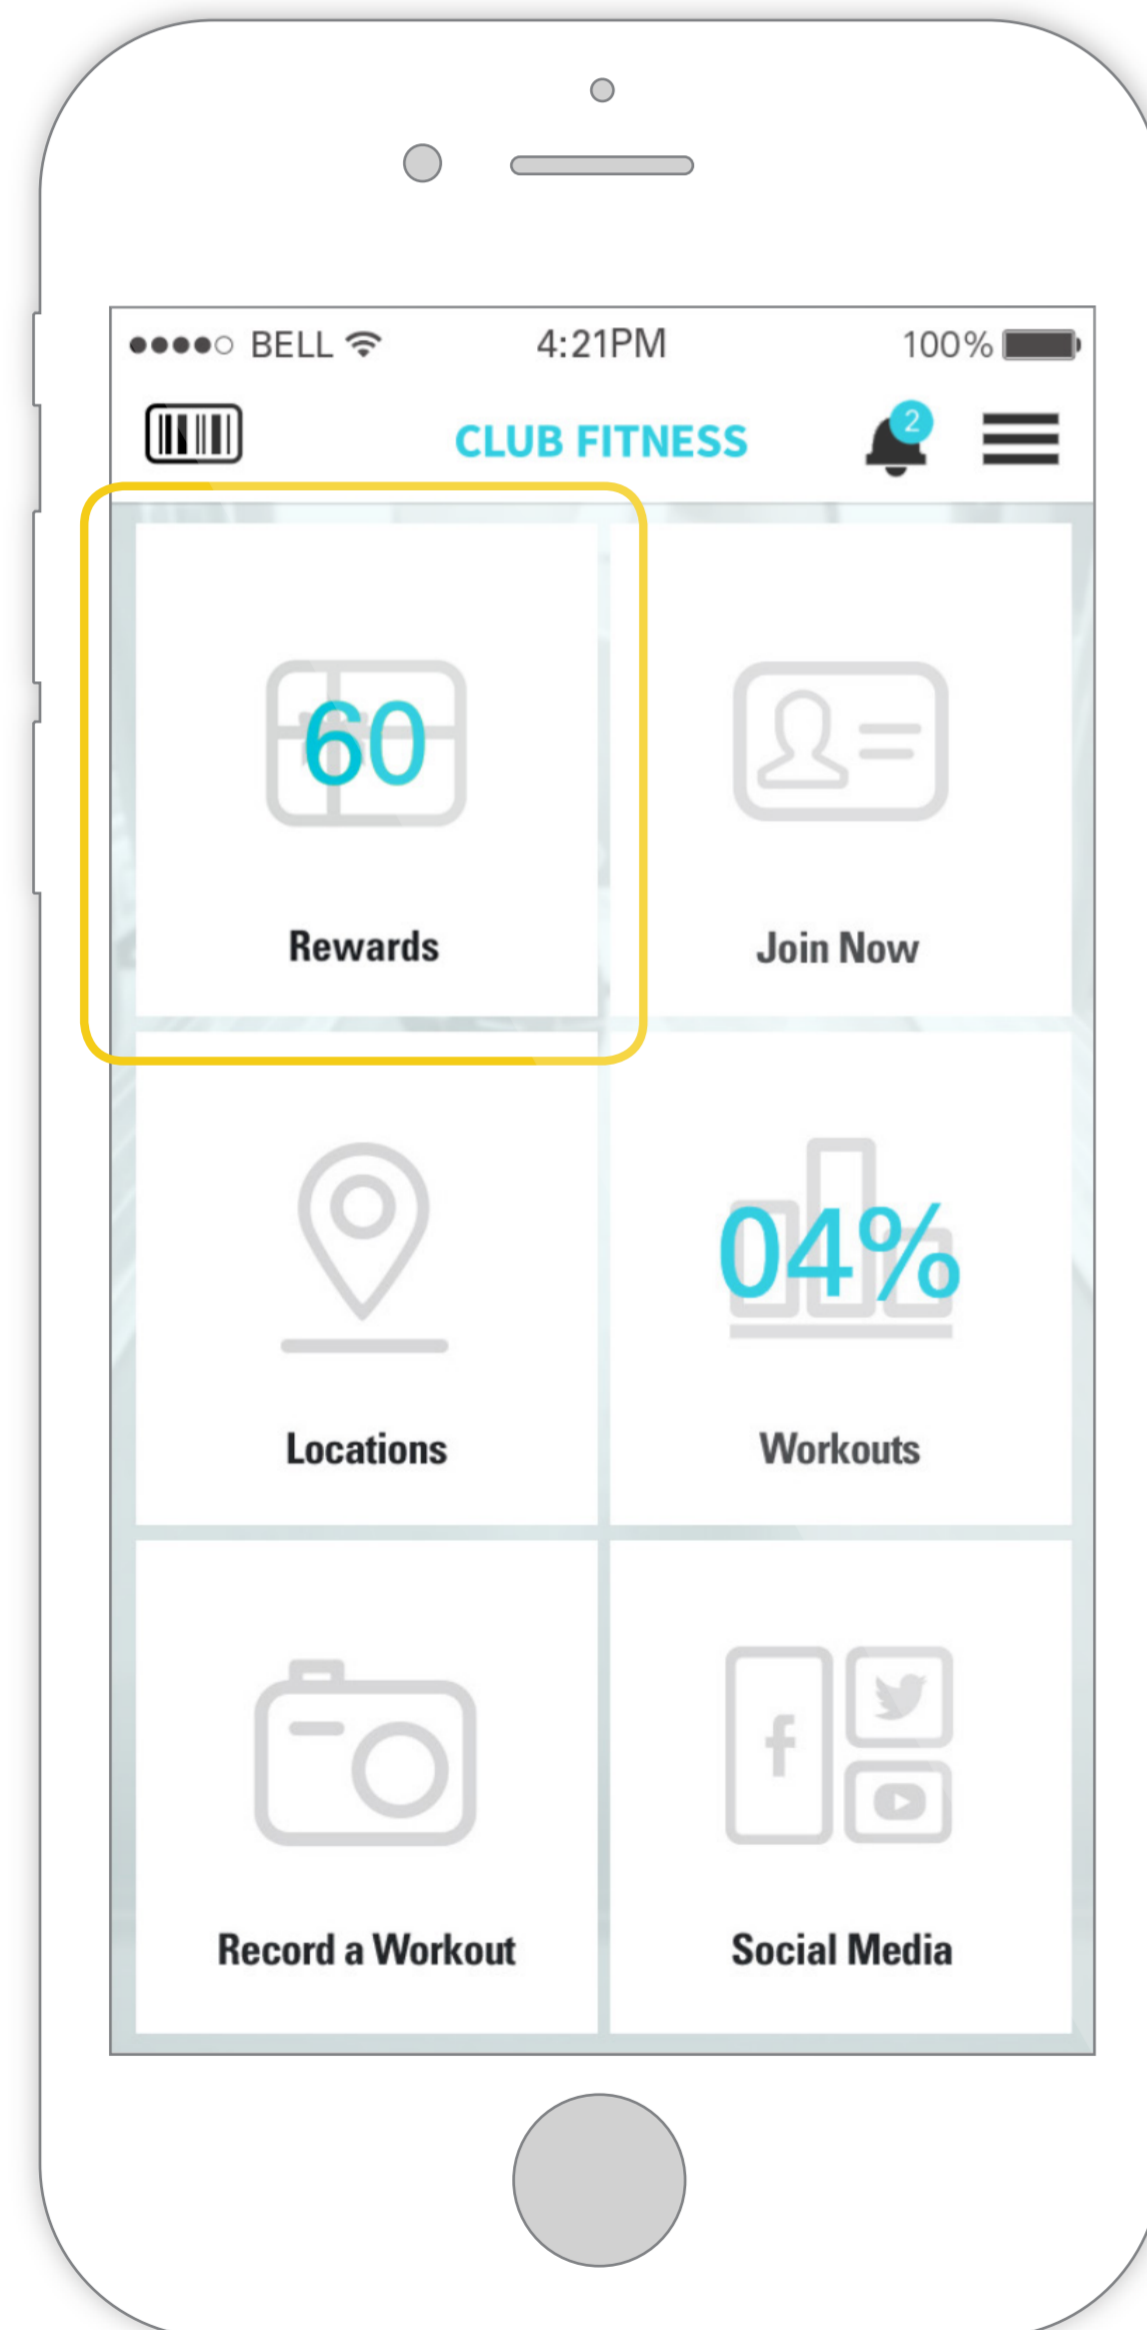 BELL 4:21PM 100%
CLUB FITNESS 2
60
Rewards
Join Now
Locations
04%
Workouts
Record a Workout
f
Social Media